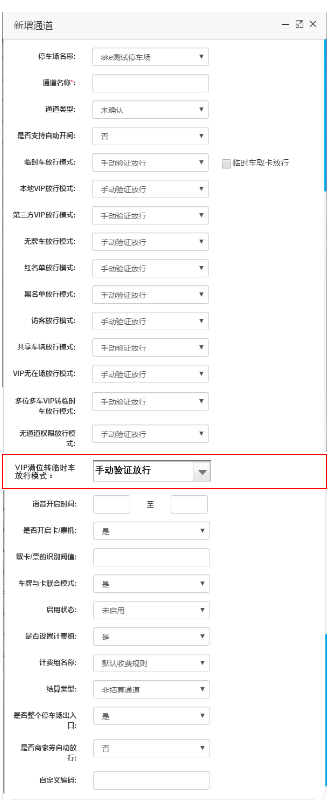 新增通道
停车场名称: ake测试停车场
通道名称*:
通道类型: 未确认
是否支持自动开闸: 否
临时车放行模式: 手动验证放行 临时车取卡放行
本地VIP放行模式: 手动验证放行
第三方VIP放行模式: 手动验证放行
无牌车放行模式: 手动验证放行
红名单放行模式: 手动验证放行
黑名单放行模式: 手动验证放行
访客放行模式: 手动验证放行
共享车辆放行模式: 手动验证放行
VIP无在场放行模式: 手动验证放行
多位多车VIP转临时
车放行模式: 手动验证放行
无通道权限放行模
式: 手动验证放行
VIP满位转临时车
放行模式: 手动验证放行
语音开启时间: 至
是否开启卡/票机: 是
取卡/票的识别阈值:
车牌与卡联合模式: 是
启用状态: 未启用
是否设置计费组: 是
计费组名称: 默认收费规则
结算类型: 非结算通道
是否整个停车场出入
口: 是
是否商家券自动放
行: 否
自定义编码: